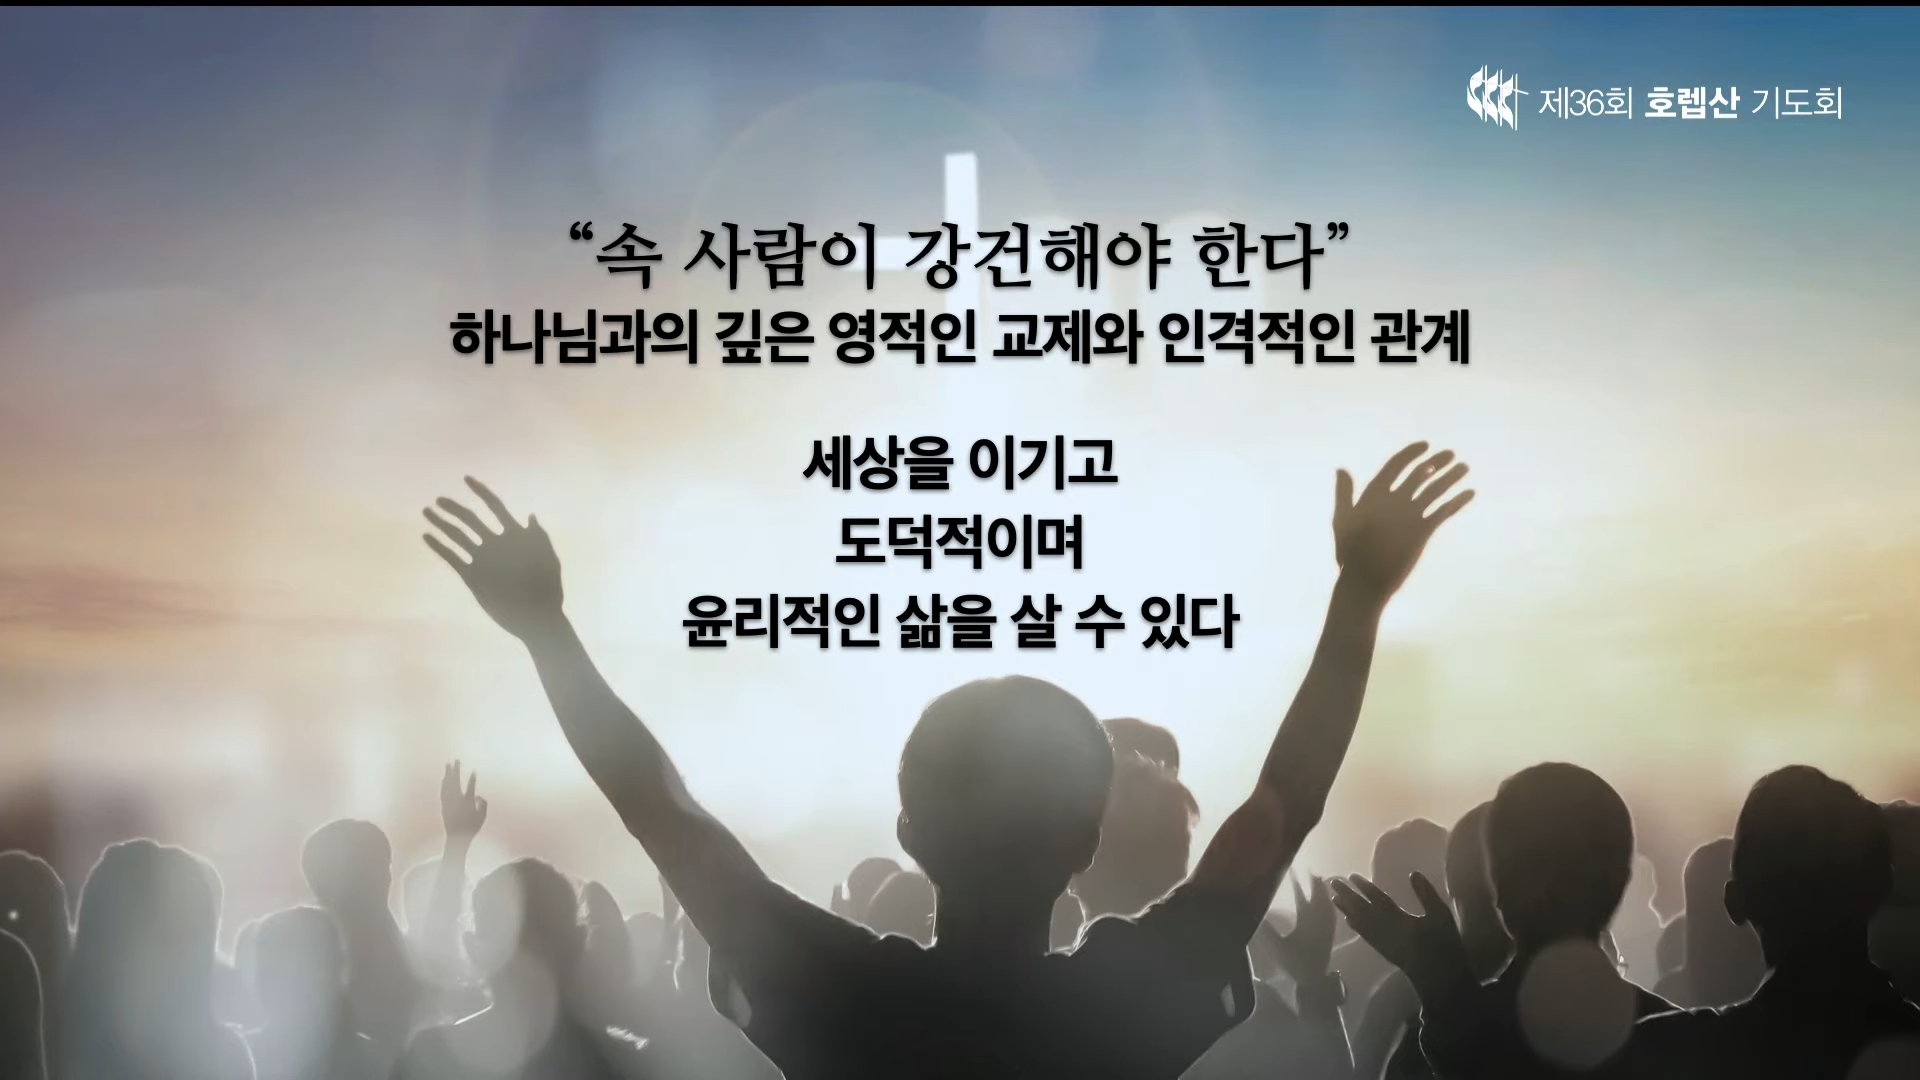 제36회 호렙산 기도회
“속 사람이 강건해야 한다”
하나님과의 깊은 영적인 교제와 인격적인 관계
세상을 이기고
도덕적이며
윤리적인 삶을 살 수 있다